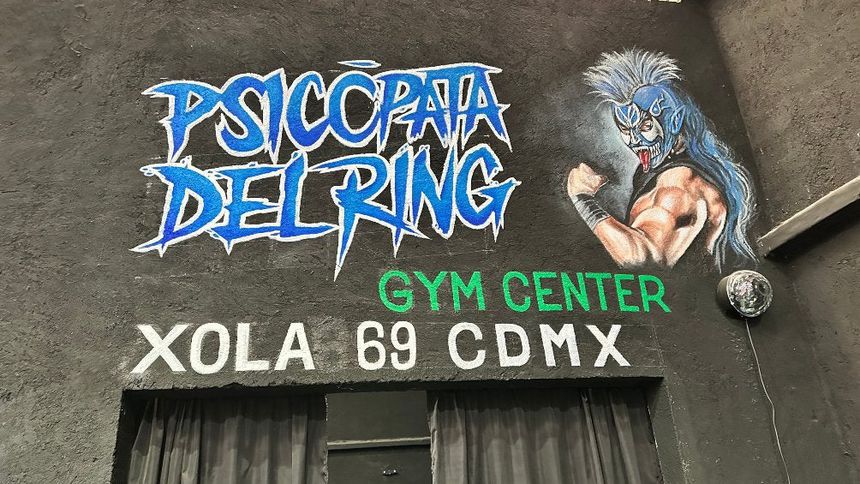 PSICÒPATA
DEL RING
GYM CENTER
XOLA 69 CDMX